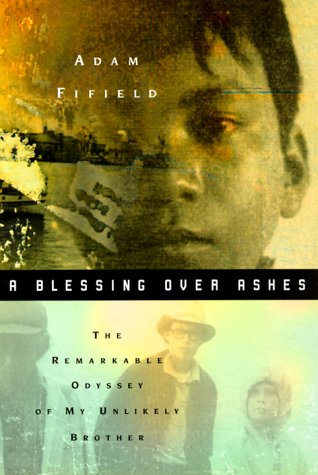 ADAM
FIFIELD
A BLESSING OVER ASHES
THE
REMARKABLE
ODYSSEY
OF MY UNLIKELY
BROTHER